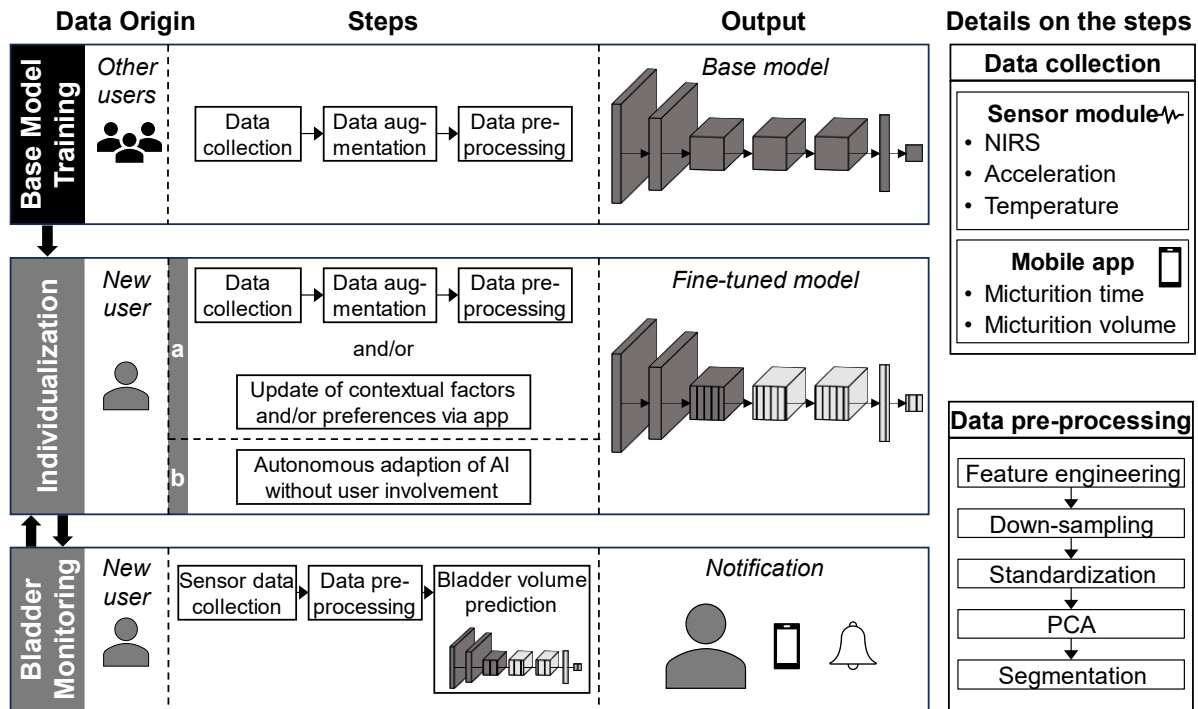 Data Origin
Steps
Output
Details on the steps
Base Model
Training
Other
users
Data
collection
Data aug-
mentation
Data pre-
processing
Base model
Individualization
New
user
a
Data
collection
Data aug-
mentation
Data pre-
processing
and/or
Update of contextual factors
and/or preferences via app
b
Autonomous adaption of AI
without user involvement
Fine-tuned model
Bladder
Monitoring
New
user
Sensor data
collection
Data pre-
processing
Bladder volume
prediction
Notification
Data collection
Sensor module
• NIRS
• Acceleration
• Temperature
Mobile app
• Micturition time
• Micturition volume
Data pre-processing
Feature engineering
Down-sampling
Standardization
PCA
Segmentation